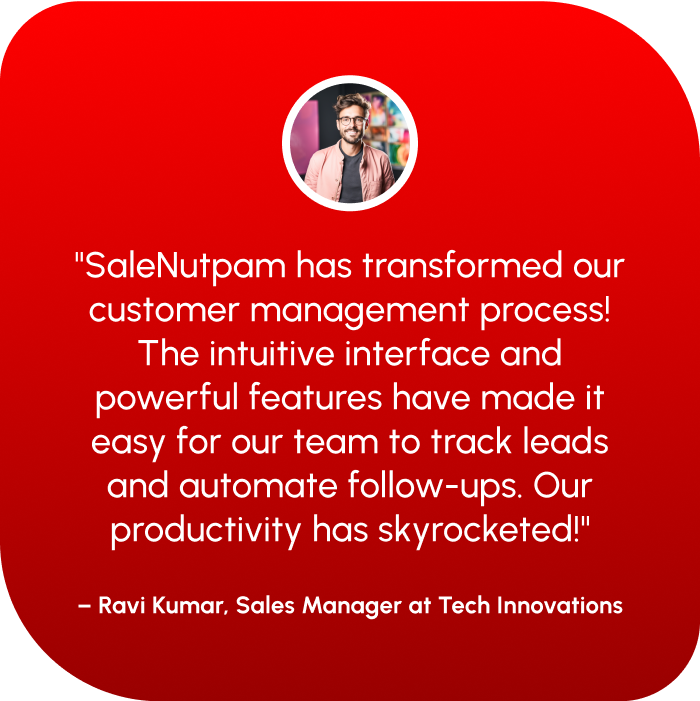 "SaleNutpam has transformed our
customer management process!
The intuitive interface and
powerful features have made it
easy for our team to track leads
and automate follow-ups. Our
productivity has skyrocketed!"
– Ravi Kumar, Sales Manager at Tech Innovations